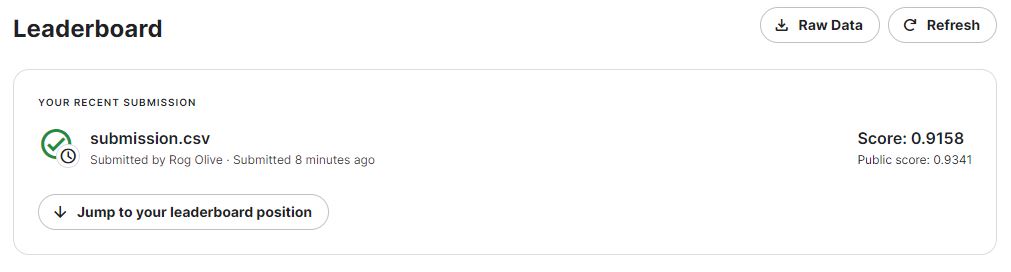 Leaderboard
Raw Data
Refresh
YOUR RECENT SUBMISSION
submission.csv
Submitted by Rog Olive · Submitted 8 minutes ago
Score: 0.9158
Public score: 0.9341
Jump to your leaderboard position